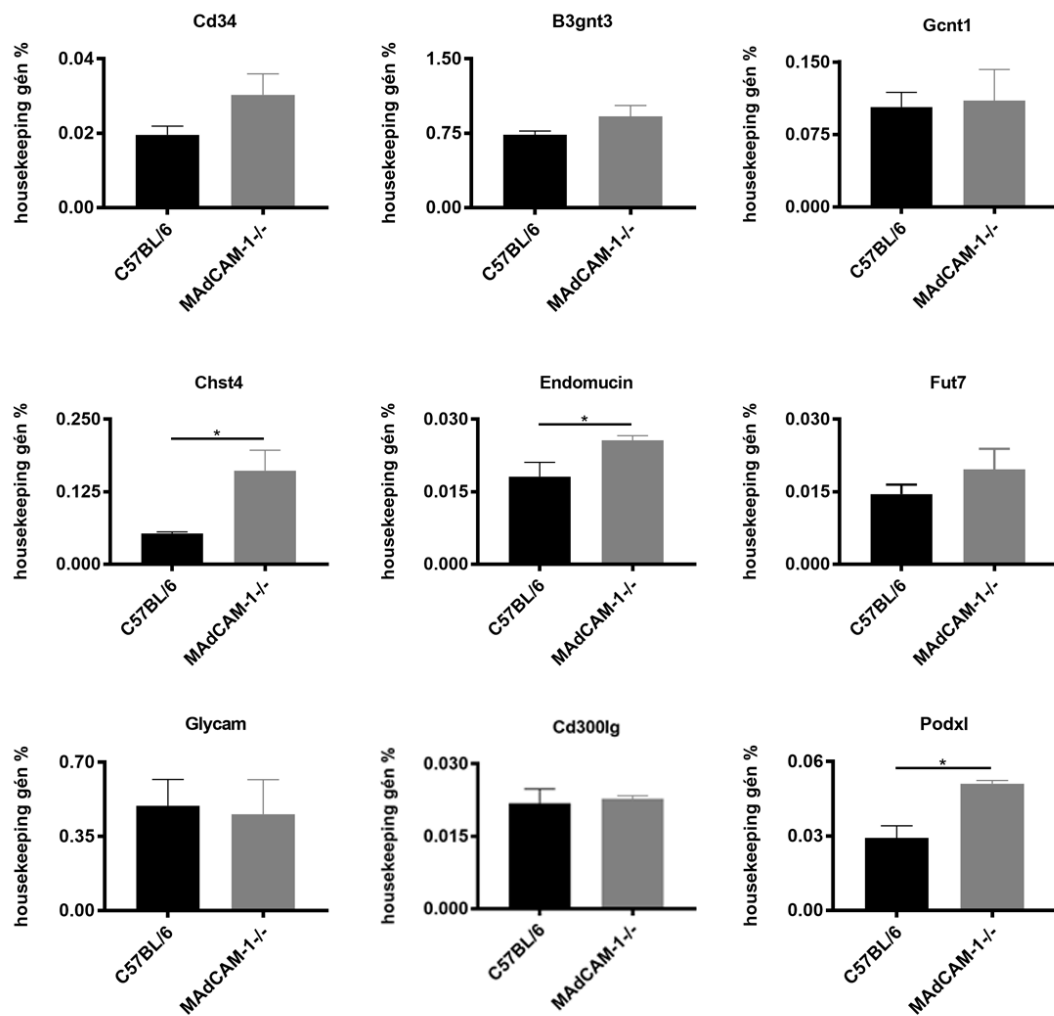 Cd34
housekeeping gén %
0.04
0.02
0.00
C57BL/6
MAdCAM-1-/-
B3gnt3
housekeeping gén %
1.50
0.75
0.00
C57BL/6
MAdCAM-1-/-
Gcnt1
housekeeping gén %
0.150
0.075
0.000
C57BL/6
MAdCAM-1-/-
Chst4
housekeeping gén %
0.250
0.125
0.000
*
C57BL/6
MAdCAM-1-/-
Endomucin
housekeeping gén %
0.030
0.015
0.000
*
C57BL/6
MAdCAM-1-/-
Fut7
housekeeping gén %
0.030
0.015
0.000
C57BL/6
MAdCAM-1-/-
Glycam
housekeeping gén %
0.70
0.35
0.00
C57BL/6
MAdCAM-1-/-
Cd300lg
housekeeping gén %
0.030
0.015
0.000
C57BL/6
MAdCAM-1-/-
Podxl
housekeeping gén %
0.06
0.03
0.00
*
C57BL/6
MAdCAM-1-/-